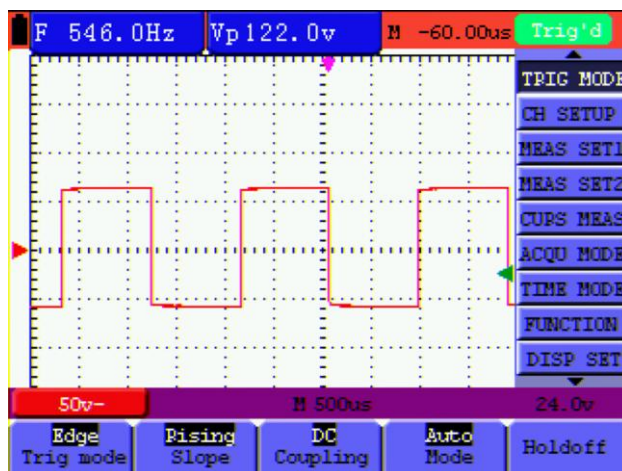 F 546.0Hz Vp122.0v M -60.00us Trig'd
TRIG MODE
CH SETUP
MEAS SET1
MEAS SET2
CUPS MEAS
ACQU MODE
TIME MODE
FUNCTION
DISP SET
50v- M 500us 24.0v
Edge Rising DC Auto Holdoff
Trig mode Slope Coupling Mode